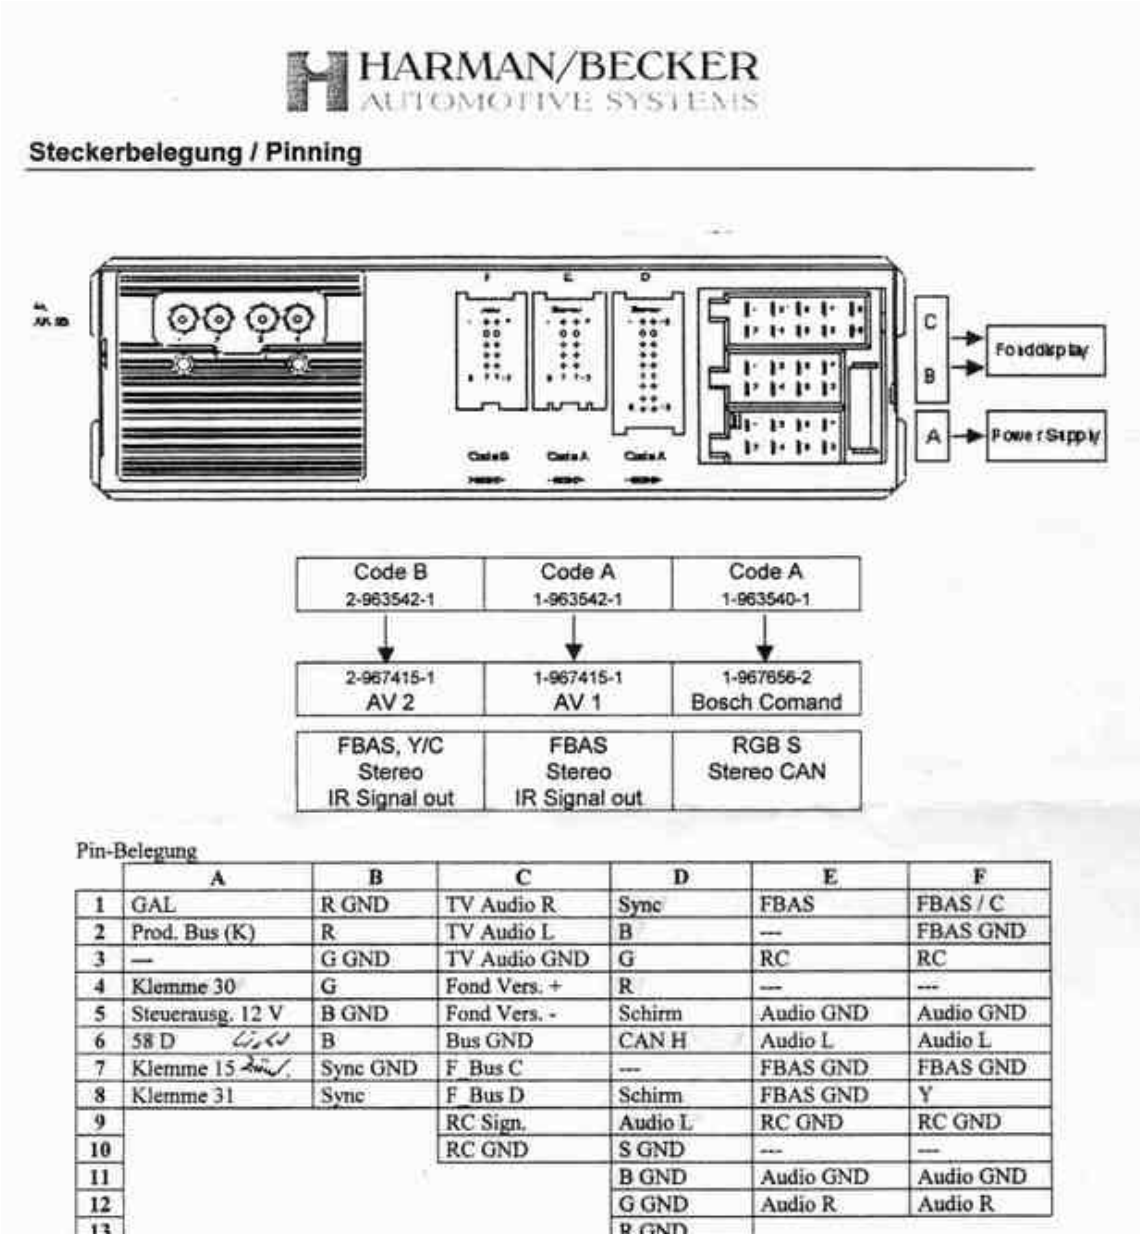 HARMAN/BECKER
AUTOMOTIVE SYSTEMS
Steckerbelegung / Pinning
F E D
C
B
A
Fonddisplay
Power Supply
Code B Code A Code A
Code B Code A Code A
2-963542-1 1-963542-1 1-963540-1
2-967415-1 1-967415-1 1-967656-2
AV 2 AV 1 Bosch Comand
FBAS, Y/C FBAS RGB S
Stereo Stereo Stereo CAN
IR Signal out IR Signal out
Pin-Belegung
A B C D E F
1 GAL R GND TV Audio R Sync FBAS FBAS / C
2 Prod. Bus (K) R TV Audio L B --- FBAS GND
3 --- G GND TV Audio GND G RC RC
4 Klemme 30 G Fond Vers. + R --- ---
5 Steuerausg. 12 V B GND Fond Vers. - Schirm Audio GND Audio GND
6 58 D B Bus GND CAN H Audio L Audio L
7 Klemme 15 Sync GND F_Bus C --- FBAS GND FBAS GND
8 Klemme 31 Sync F_Bus D Schirm FBAS GND Y
9 RC Sign. Audio L RC GND RC GND
10 RC GND S GND --- ---
11 B GND Audio GND Audio GND
12 G GND Audio R Audio R
13 R GND